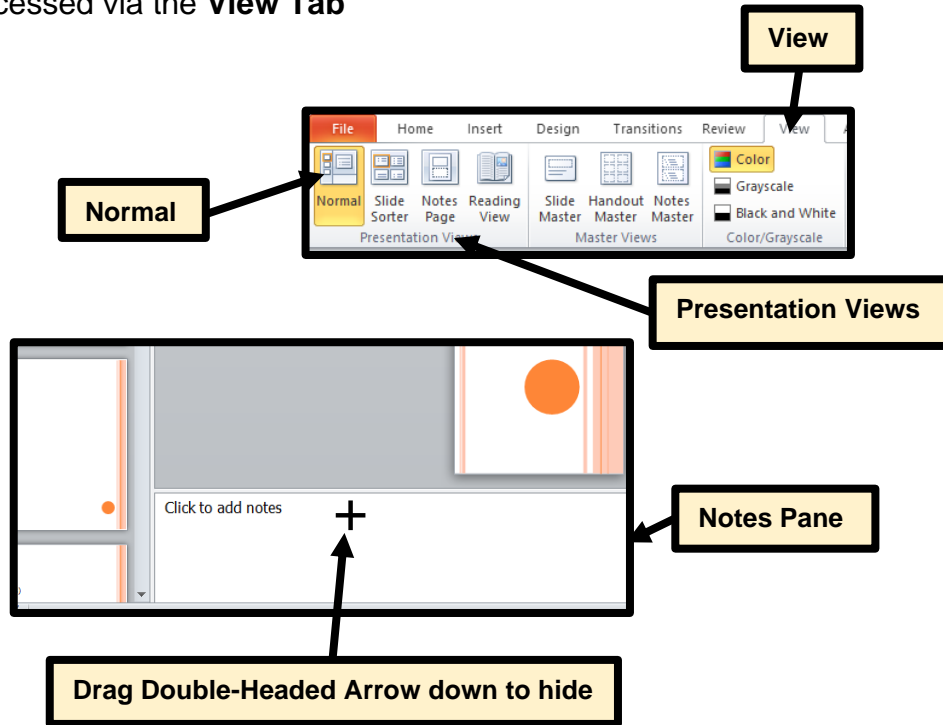 cessed via the View Tab
View
File Home Insert Design Transitions Review View
Normal Slide Sorter Notes Page Reading View Slide Master Handout Master Notes Master
Color
Grayscale
Black and White
Presentation Views Master Views Color/Grayscale
Normal
Presentation Views
Click to add notes
Notes Pane
Drag Double-Headed Arrow down to hide